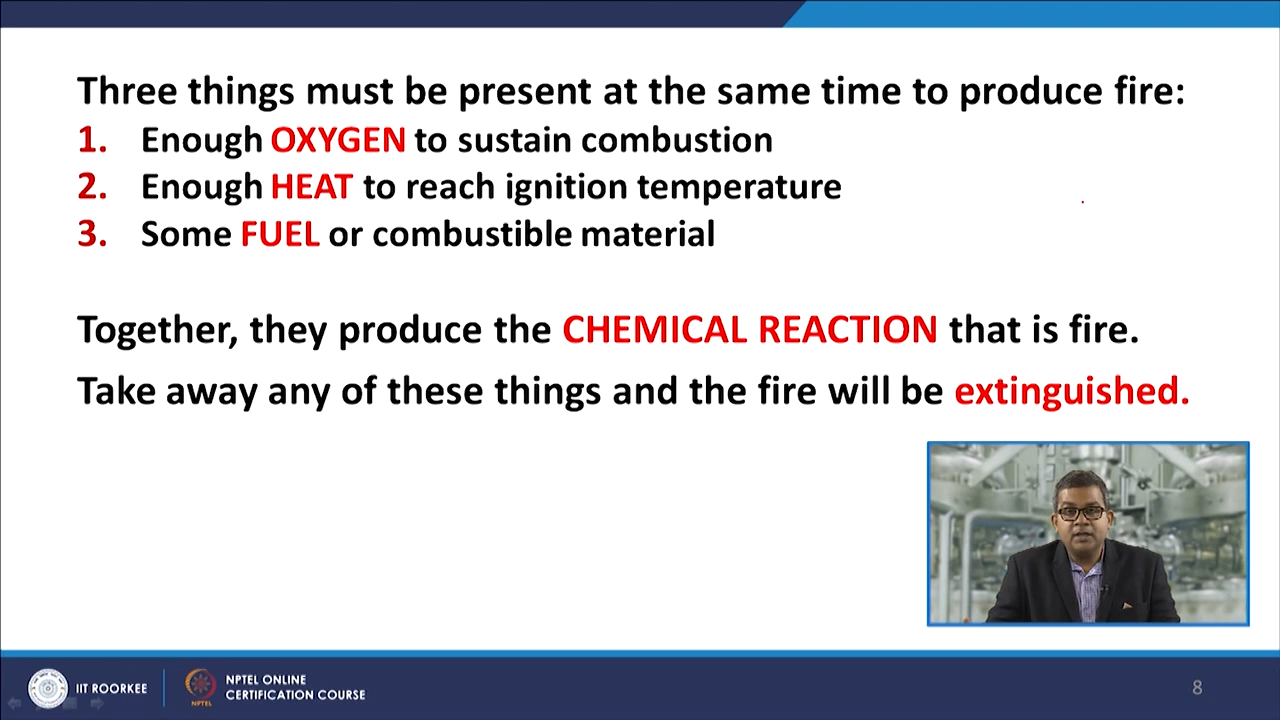 Three things must be present at the same time to produce fire:
1. Enough OXYGEN to sustain combustion
2. Enough HEAT to reach ignition temperature
3. Some FUEL or combustible material
Together, they produce the CHEMICAL REACTION that is fire.
Take away any of these things and the fire will be extinguished.
IIT ROORKEE
NPTEL
NPTEL ONLINE
CERTIFICATION COURSE
8